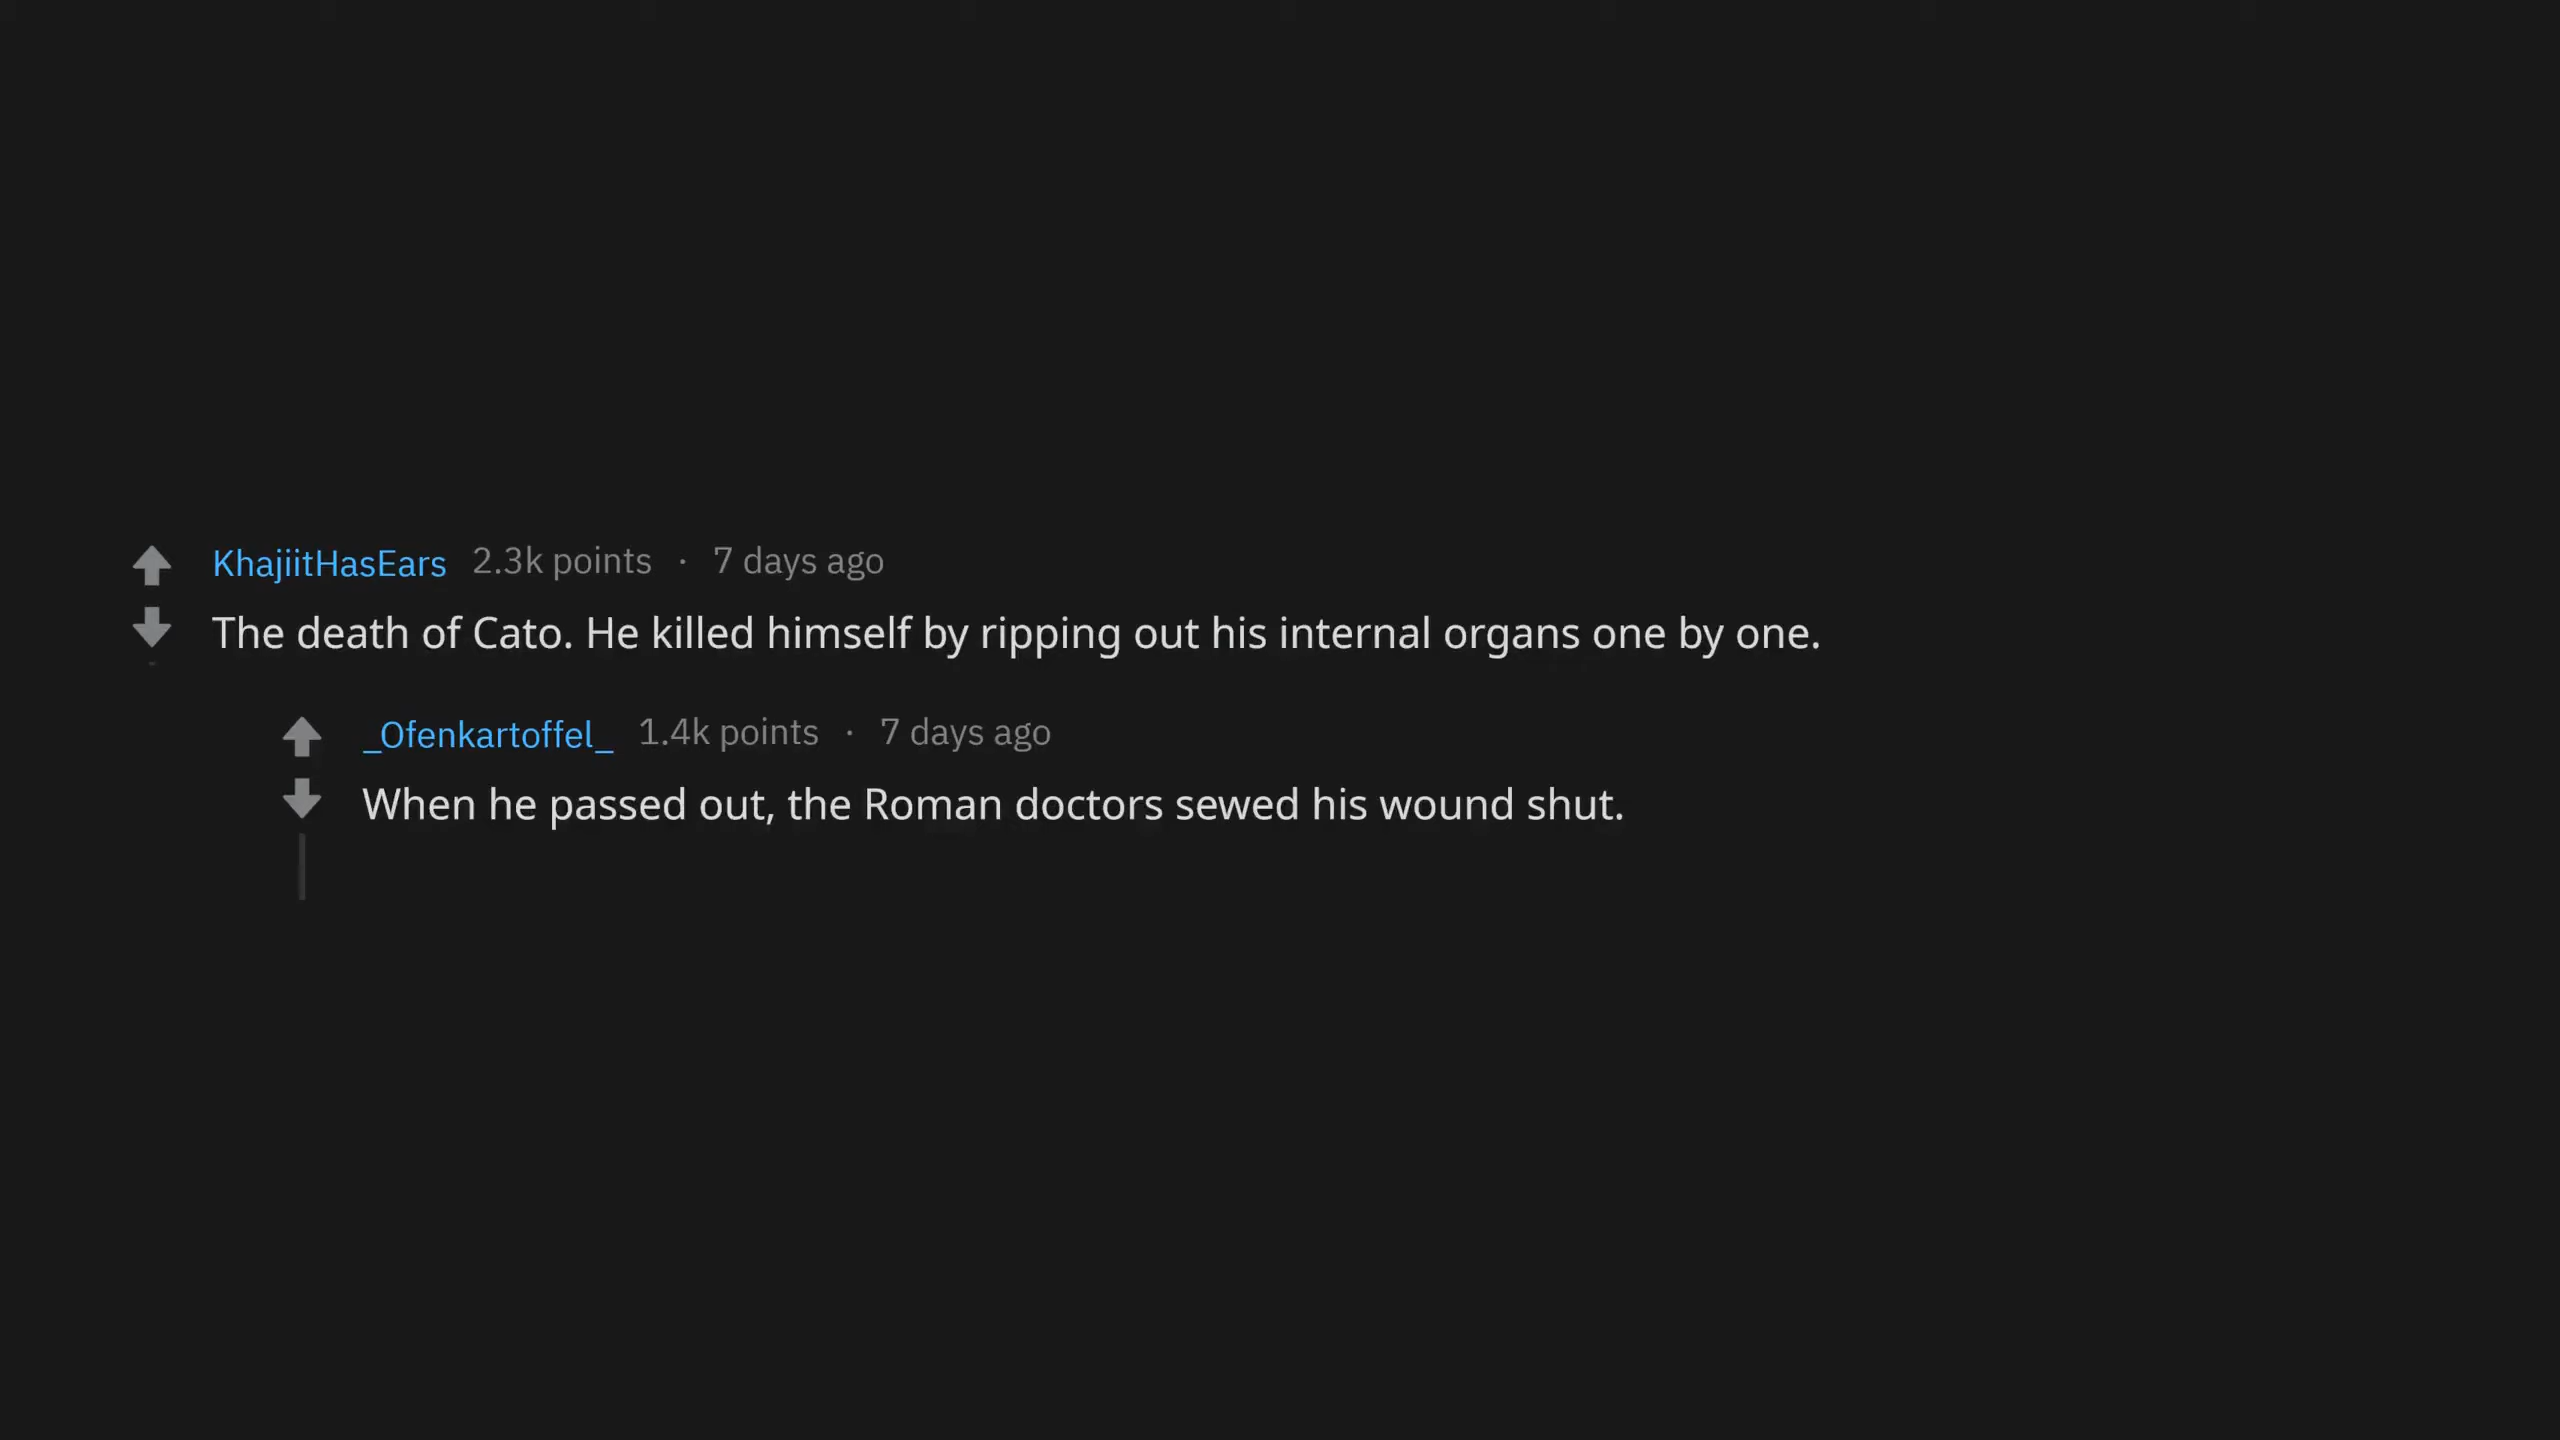 KhajiitHasEars 2.3k points · 7 days ago
The death of Cato. He killed himself by ripping out his internal organs one by one.
_Ofenkartoffel_ 1.4k points · 7 days ago
When he passed out, the Roman doctors sewed his wound shut.